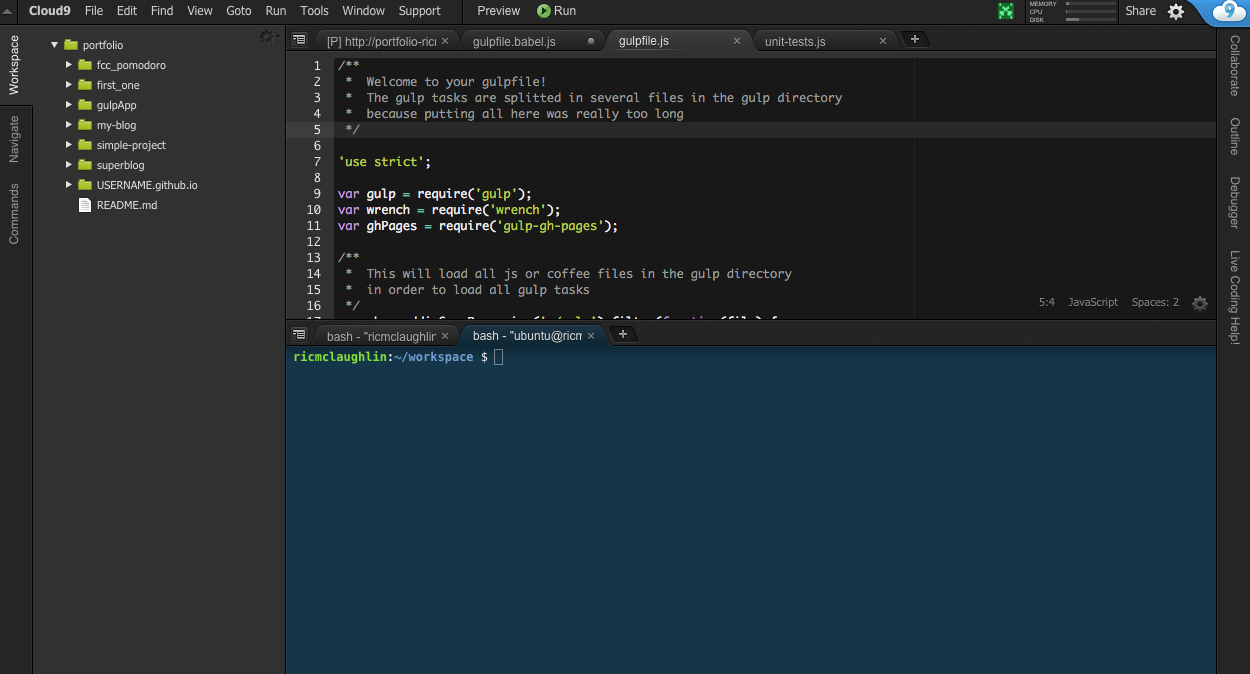 Cloud9 File Edit Find View Goto Run Tools Window Support Preview Run
MEMORY
CPU
DISK
Share
9
Workspace
Navigate
Commands
portfolio
fcc_pomodoro
first_one
gulpApp
my-blog
simple-project
superblog
USERNAME.github.io
README.md
[P] http://portfolio-ric
gulpfile.babel.js
gulpfile.js
unit-tests.js
1 /**
2 * Welcome to your gulpfile!
3 * The gulp tasks are splitted in several files in the gulp directory
4 * because putting all here was really too long
5 */
6
7 'use strict';
8
9 var gulp = require('gulp');
10 var wrench = require('wrench');
11 var ghPages = require('gulp-gh-pages');
12
13 /**
14 * This will load all js or coffee files in the gulp directory
15 * in order to load all gulp tasks
16 */
5:4 JavaScript Spaces: 2
bash - "ricmclaughlir
bash - "ubuntu@ricm
ricmclaughlin:~/workspace $
Collaborate
Outline
Debugger
Live Coding Help!